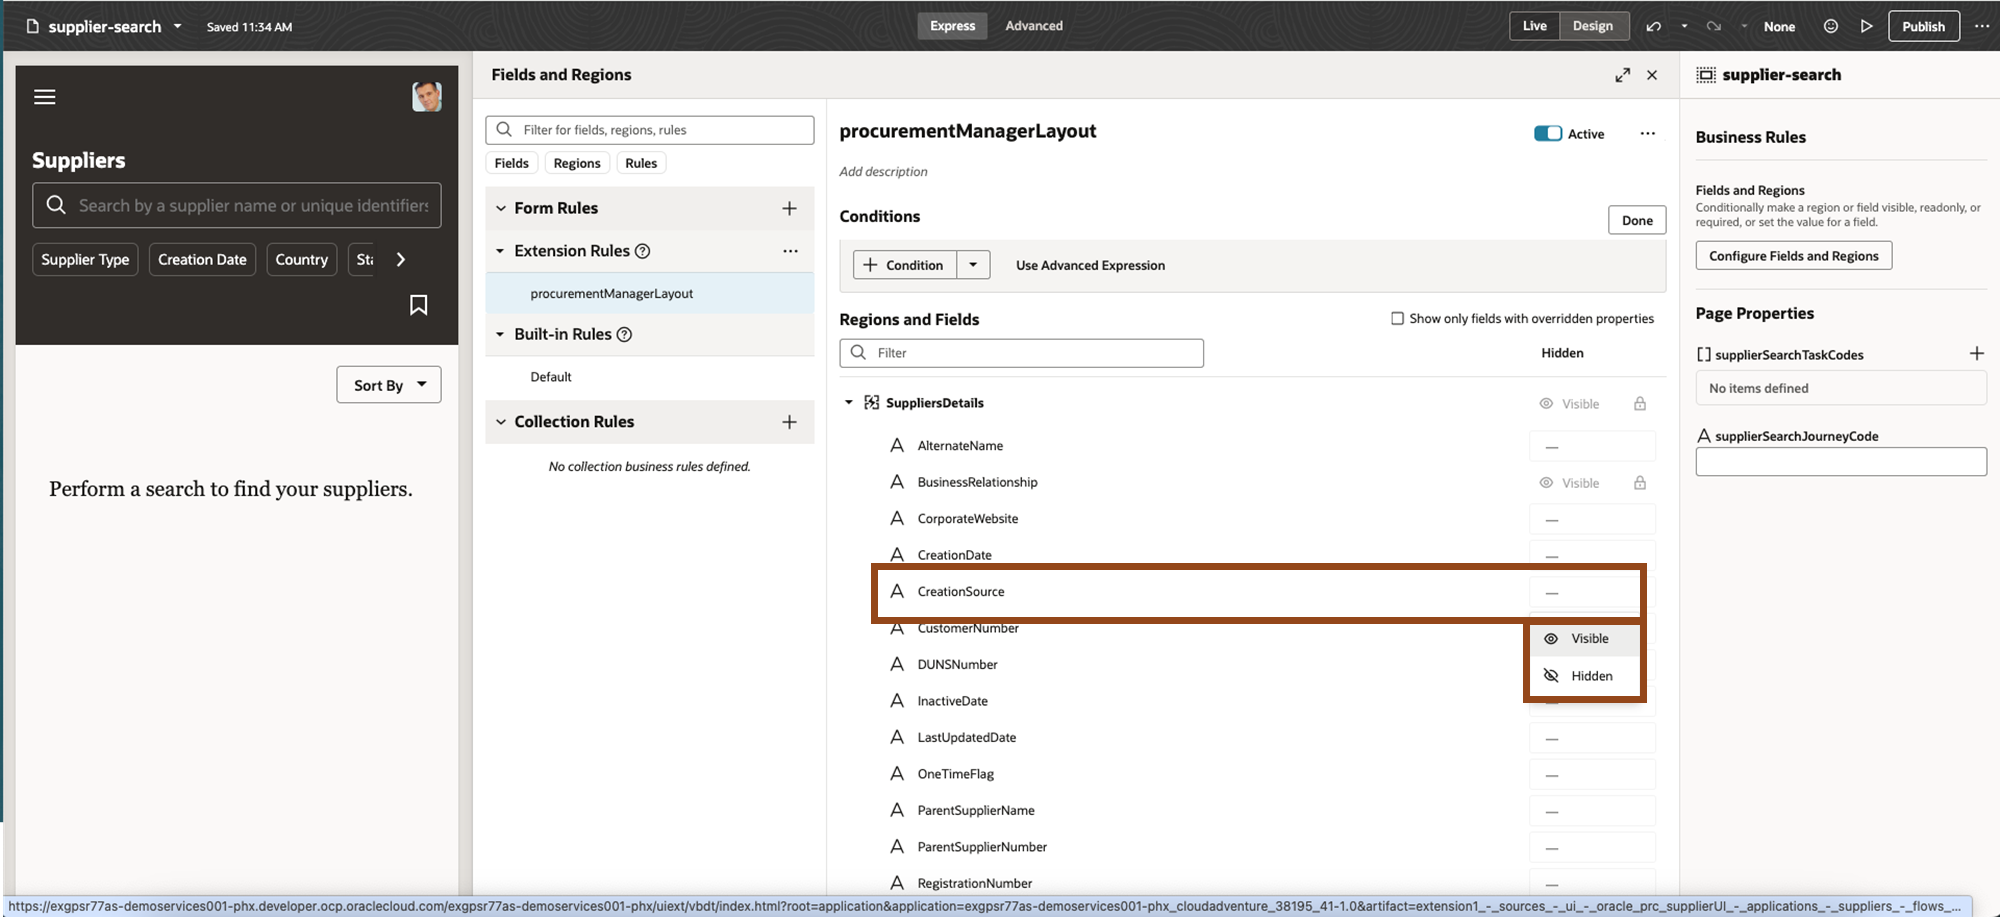 supplier-search
Saved 11:34 AM
Express
Advanced
Live
Design
None
Publish
Suppliers
Search by a supplier name or unique identifiers
Supplier Type
Creation Date
Country
Sta
Sort By
Perform a search to find your suppliers.
Fields and Regions
Filter for fields, regions, rules
Fields
Regions
Rules
Form Rules
Extension Rules
procurementManagerLayout
Built-in Rules
Default
Collection Rules
No collection business rules defined.
procurementManagerLayout
Active
Add description
Conditions
Done
Condition
Use Advanced Expression
Regions and Fields
Show only fields with overridden properties
Filter
Hidden
SuppliersDetails
Visible
AlternateName
BusinessRelationship
Visible
CorporateWebsite
CreationDate
CreationSource
CustomerNumber
Visible
DUNSNumber
Hidden
InactiveDate
LastUpdatedDate
OneTimeFlag
ParentSupplierName
ParentSupplierNumber
RegistrationNumber
supplier-search
Business Rules
Fields and Regions
Conditionally make a region or field visible, readonly, or
required, or set the value for a field.
Configure Fields and Regions
Page Properties
supplierSearchTaskCodes
No items defined
supplierSearchJourneyCode
https://exgpsr77as-demoservices001-phx.developer.ocp.oraclecloud.com/exgpsr77as-demoservices001-phx/uiext/vbdt/index.html?root=application&application=exgpsr77as-demoservices001-phx_cloudadventure_38195_41-1.0&artifact=extension1_-_sources_-_ui_-_oracle_prc_supplierUI_-_applications_-_suppliers_-_flows_...